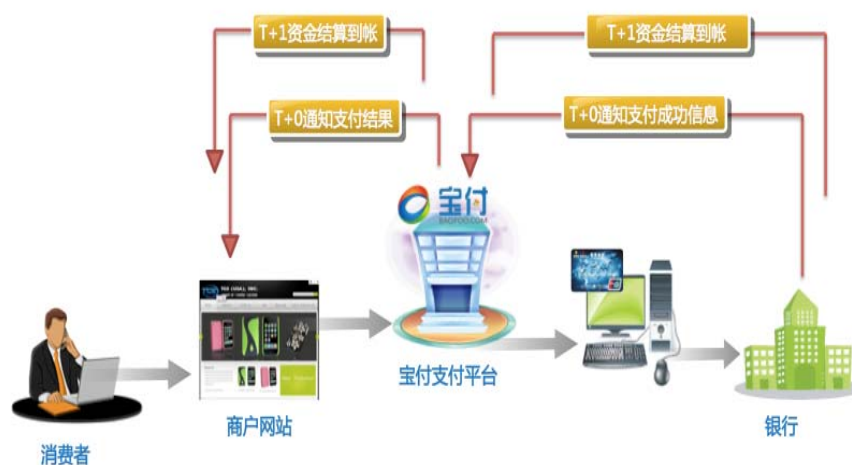 T+1资金结算到帐
T+1资金结算到帐
T+0通知支付结果
T+0通知支付成功信息
宝付
BAOFOO.COM
宝付支付平台
商户网站
银行
消费者